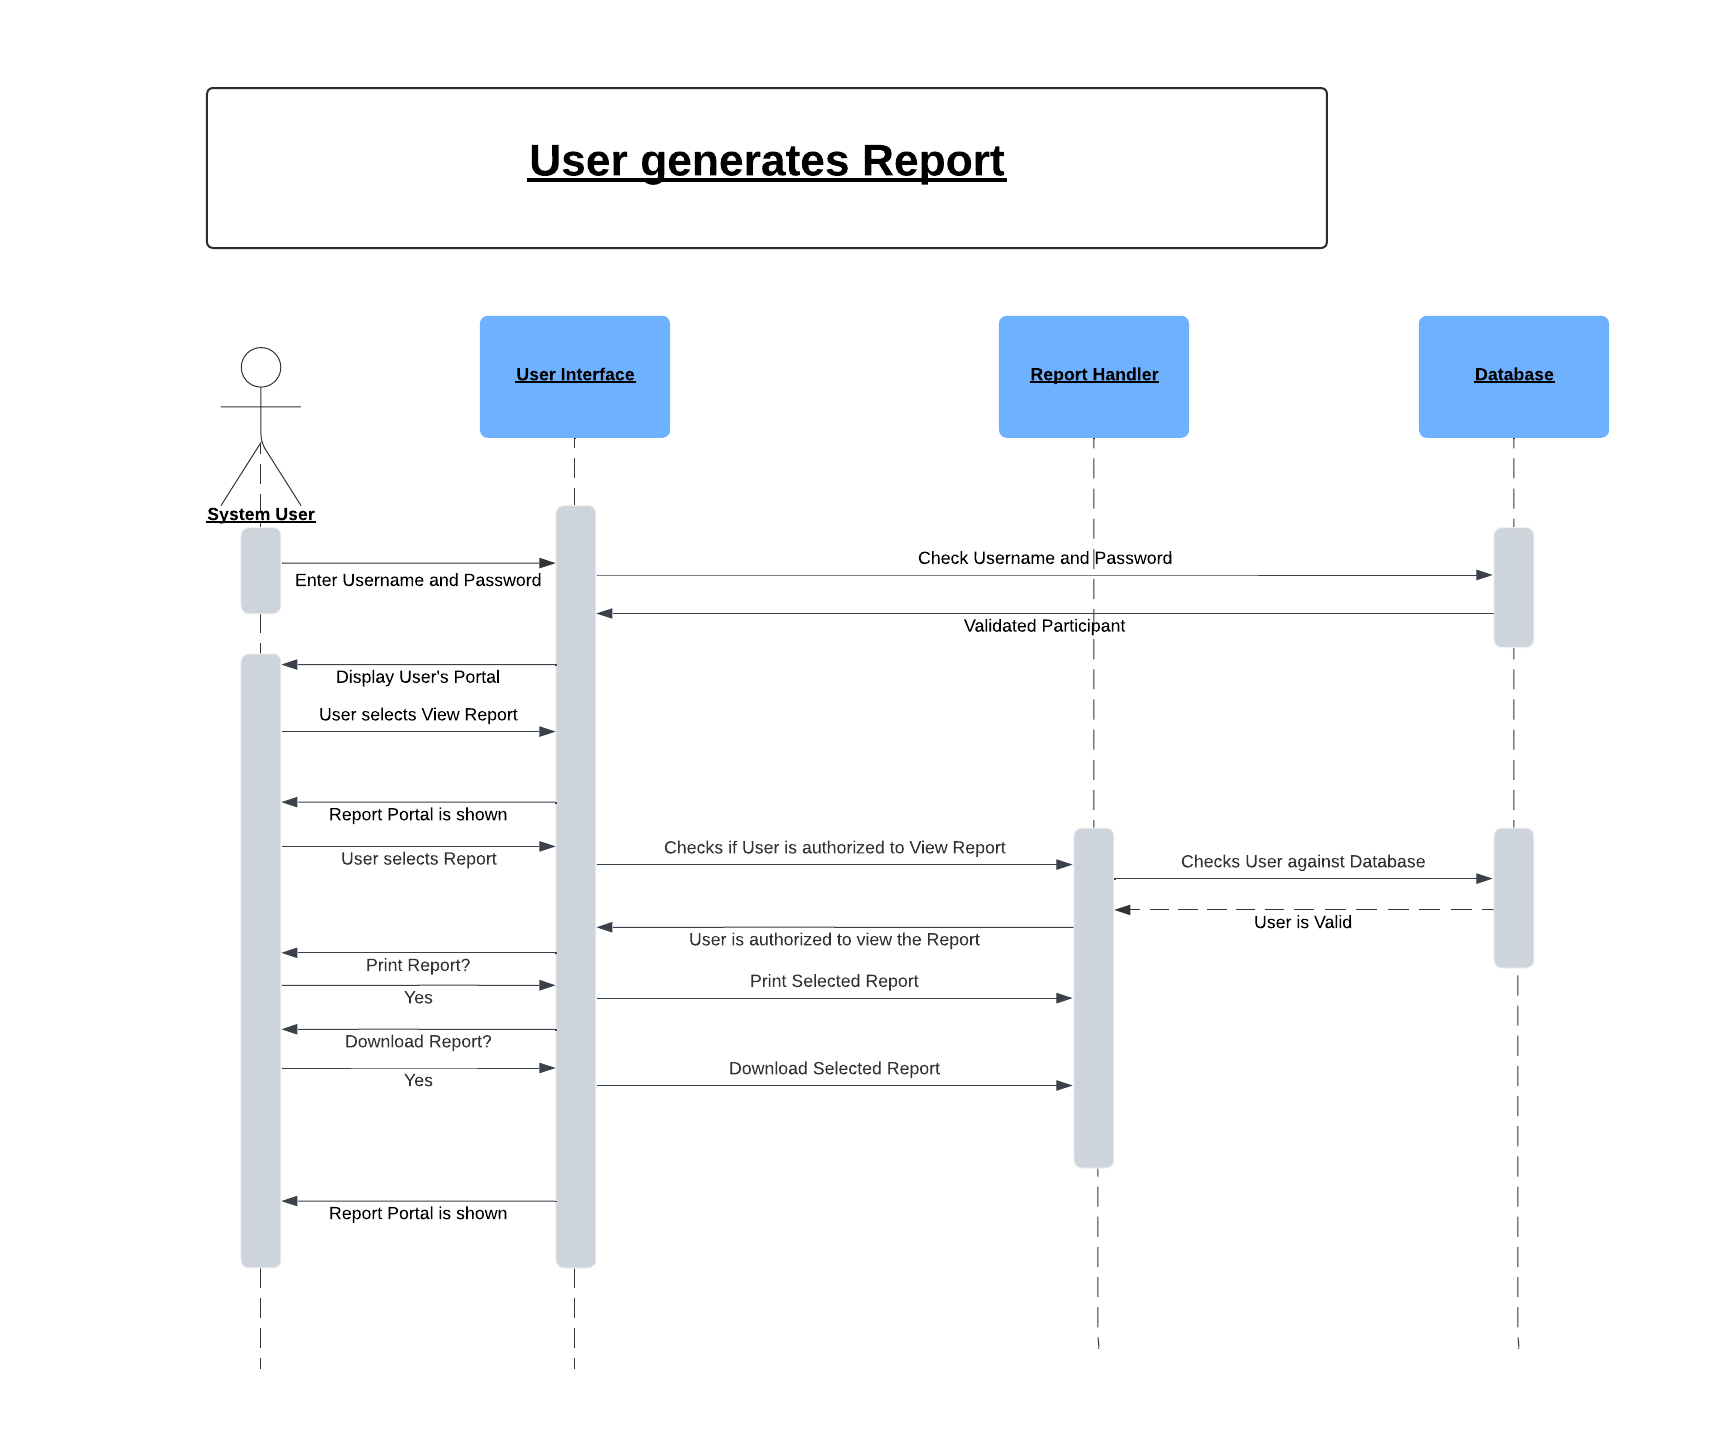 User generates Report
User Interface
Report Handler
Database
System User
Check Username and Password
Enter Username and Password
Validated Participant
Display User's Portal
User selects View Report
Report Portal is shown
Checks if User is authorized to View Report
User selects Report
Checks User against Database
User is Valid
User is authorized to view the Report
Print Report?
Print Selected Report
Yes
Download Report?
Download Selected Report
Yes
Report Portal is shown